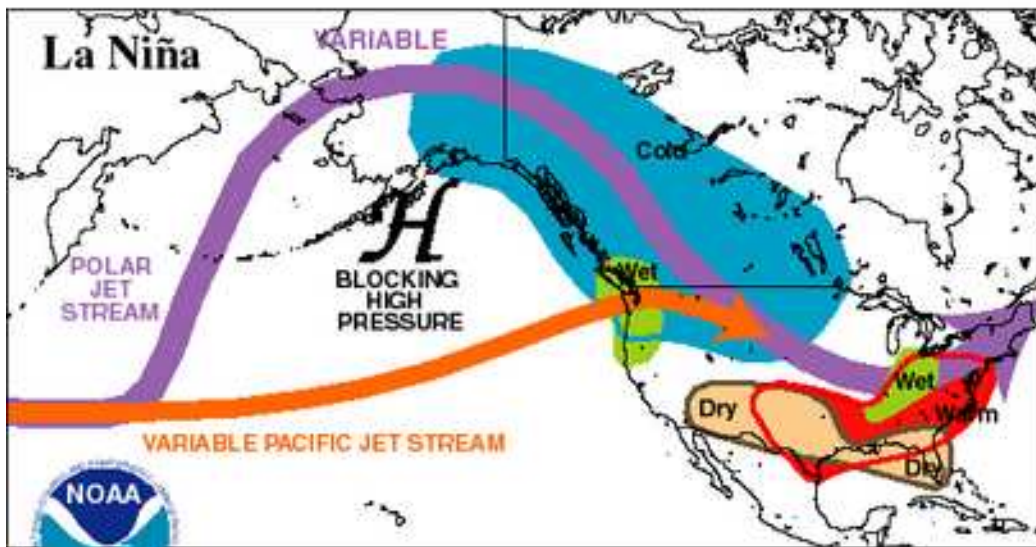 La Niña
VARIABLE
Cold
POLAR
JET
STREAM
H
BLOCKING
HIGH
PRESSURE
Wet
Wet
Dry
Warm
Dry
VARIABLE PACIFIC JET STREAM
NOAA